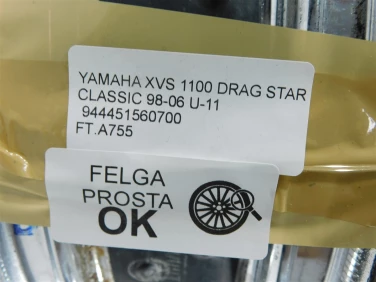 YAMAHA XVS 1100 DRAG STAR
CLASSIC 98-06 U-11
944451560700
FT.A755
FELGA
PROSTA
OK